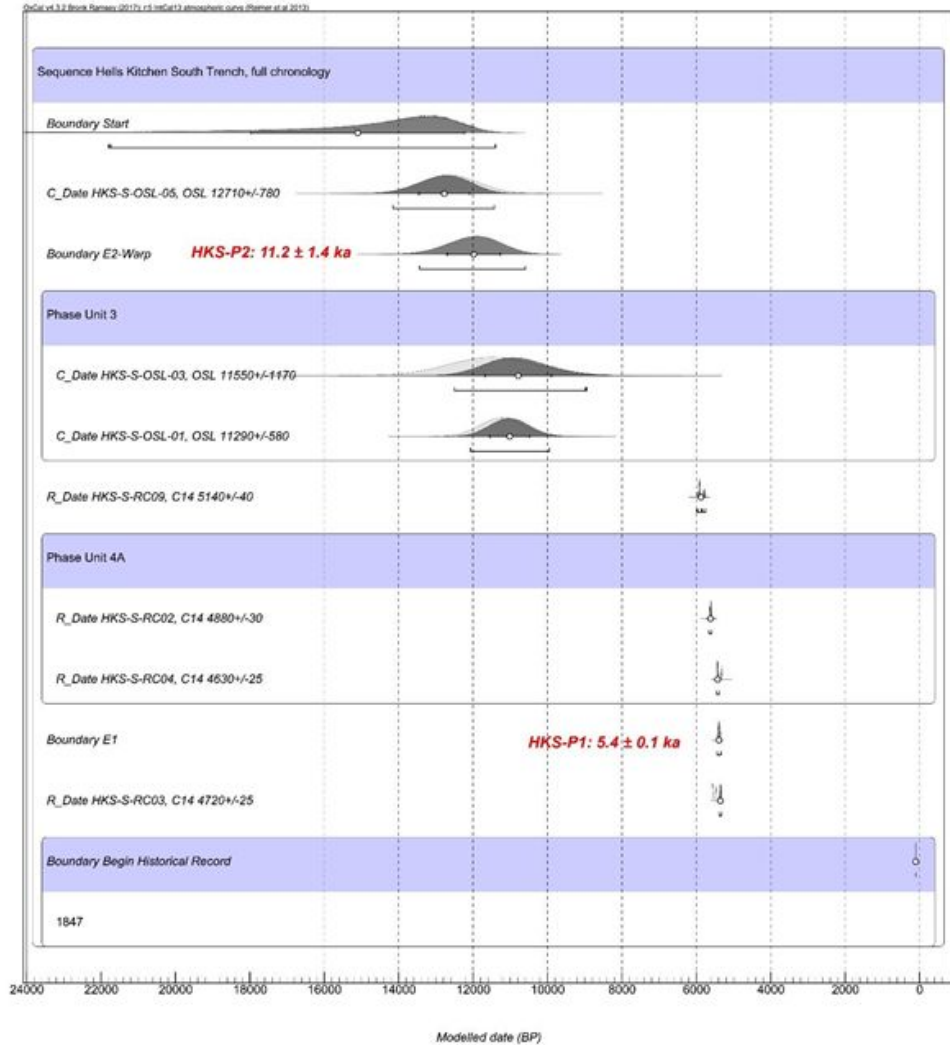 OxCal v4.3.2 Bronk Ramsey (2017); r:5 IntCal13 atmospheric curve (Reimer et al 2013)
Sequence Hells Kitchen South Trench, full chronology
Boundary Start
C_Date HKS-S-OSL-05, OSL 12710+/-780
Boundary E2-Warp HKS-P2: 11.2 ± 1.4 ka
Phase Unit 3
C_Date HKS-S-OSL-03, OSL 11550+/-1170
C_Date HKS-S-OSL-01, OSL 11290+/-580
R_Date HKS-S-RC09, C14 5140+/-40
Phase Unit 4A
R_Date HKS-S-RC02, C14 4880+/-30
R_Date HKS-S-RC04, C14 4630+/-25
Boundary E1 HKS-P1: 5.4 ± 0.1 ka
R_Date HKS-S-RC03, C14 4720+/-25
Boundary Begin Historical Record
1847
24000 22000 20000 18000 16000 14000 12000 10000 8000 6000 4000 2000 0
Modelled date (BP)